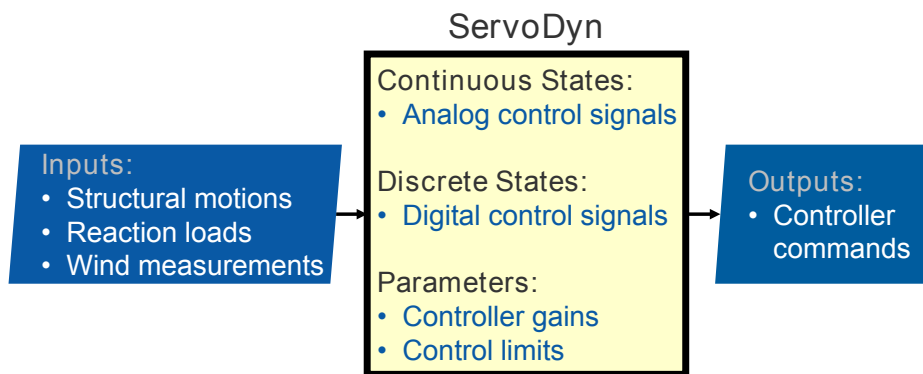 ServoDyn
Inputs:
• Structural motions
• Reaction loads
• Wind measurements
Continuous States:
• Analog control signals
Discrete States:
• Digital control signals
Parameters:
• Controller gains
• Control limits
Outputs:
• Controller
commands